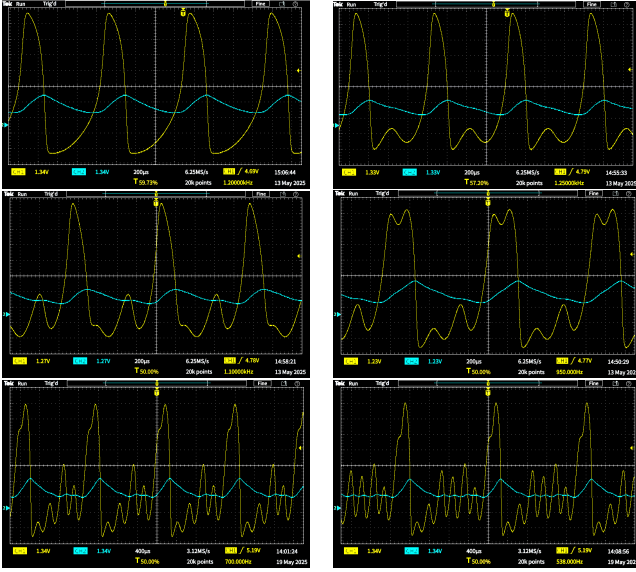 Tek Run Trig'd Fine
CH1 1.34V CH2 1.34V 200µs 6.25MS/s CH1 / 4.69V 15:06:44
T 59.73% 20k points 1.20000kHz 13 May 2025
Tek Run Trig'd Fine
CH1 1.33V CH2 1.33V 200µs 6.25MS/s CH1 / 4.79V 14:55:33
T 57.20% 20k points 1.25000kHz 13 May 2025
Tek Run Trig'd Fine
CH1 1.27V CH2 1.27V 200µs 6.25MS/s CH1 / 4.78V 14:58:21
T 50.00% 20k points 1.10000kHz 13 May 2025
Tek Run Trig'd Fine
CH1 1.23V CH2 1.23V 200µs 6.25MS/s CH1 / 4.77V 14:50:29
T 50.00% 20k points 950.000Hz 13 May 2025
Tek Run Trig'd Fine
CH1 1.34V CH2 1.34V 400µs 3.12MS/s CH1 / 5.19V 14:01:24
T 50.00% 20k points 700.000Hz 19 May 2025
Tek Run Trig'd Fine
CH1 1.34V CH2 1.34V 400µs 3.12MS/s CH1 / 5.19V 14:08:56
T 50.00% 20k points 538.000Hz 19 May 202